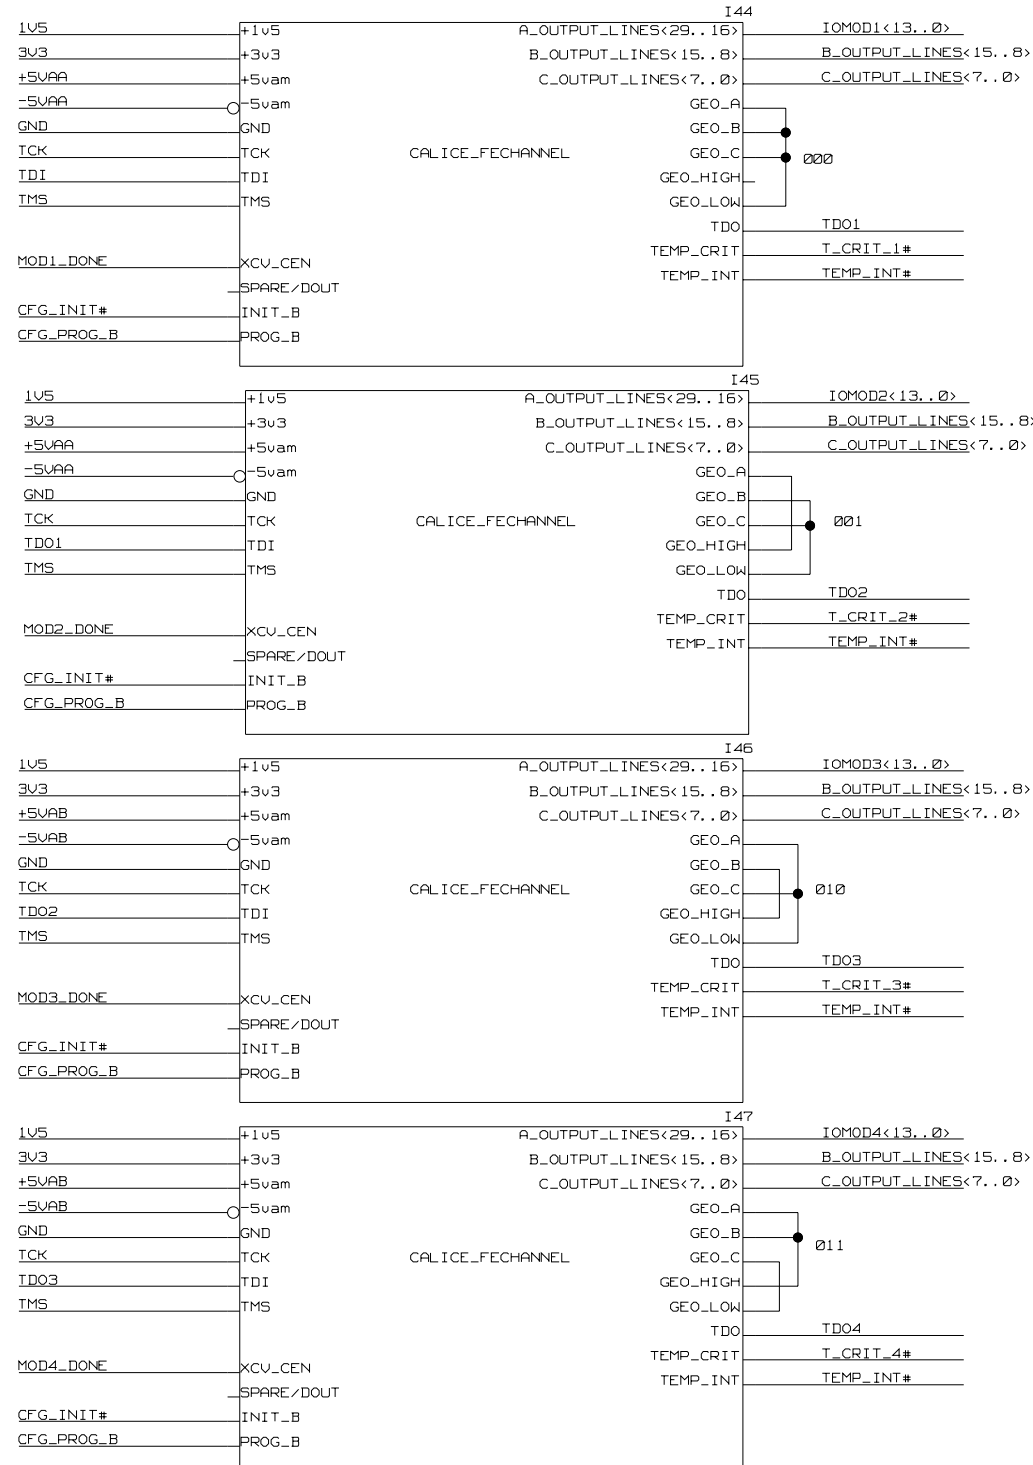 I44
1V5 +1v5 A_OUTPUT_LINES<29..16> IOMOD1<13..0>
3V3 +3v3 B_OUTPUT_LINES<15..8> B_OUTPUT_LINES<15..8>
+5VAA +5vam C_OUTPUT_LINES<7..0> C_OUTPUT_LINES<7..0>
-5VAA -5vam GEO_A
GND GND GEO_B
TCK TCK CALICE_FECHANNEL GEO_C 000
TDI TDI GEO_HIGH
TMS TMS GEO_LOW
TDO TDO1
TEMP_CRIT T_CRIT_1#
MOD1_DONE XCV_CEN
TEMP_INT TEMP_INT#
SPARE/DOUT
CFG_INIT# INIT_B
CFG_PROG_B PROG_B
I45
1V5 +1v5 A_OUTPUT_LINES<29..16> IOMOD2<13..0>
3V3 +3v3 B_OUTPUT_LINES<15..8> B_OUTPUT_LINES<15..8>
+5VAA +5vam C_OUTPUT_LINES<7..0> C_OUTPUT_LINES<7..0>
-5VAA -5vam GEO_A
GND GND GEO_B
TCK TCK CALICE_FECHANNEL GEO_C 001
TDO1 TDI GEO_HIGH
TMS TMS GEO_LOW
TDO TDO2
TEMP_CRIT T_CRIT_2#
MOD2_DONE XCV_CEN
TEMP_INT TEMP_INT#
SPARE/DOUT
CFG_INIT# INIT_B
CFG_PROG_B PROG_B
I46
1V5 +1v5 A_OUTPUT_LINES<29..16> IOMOD3<13..0>
3V3 +3v3 B_OUTPUT_LINES<15..8> B_OUTPUT_LINES<15..8>
+5VAB +5vam C_OUTPUT_LINES<7..0> C_OUTPUT_LINES<7..0>
-5VAB -5vam GEO_A
GND GND GEO_B
TCK TCK CALICE_FECHANNEL GEO_C 010
TDO2 TDI GEO_HIGH
TMS TMS GEO_LOW
TDO TDO3
TEMP_CRIT T_CRIT_3#
MOD3_DONE XCV_CEN
TEMP_INT TEMP_INT#
SPARE/DOUT
CFG_INIT# INIT_B
CFG_PROG_B PROG_B
I47
1V5 +1v5 A_OUTPUT_LINES<29..16> IOMOD4<13..0>
3V3 +3v3 B_OUTPUT_LINES<15..8> B_OUTPUT_LINES<15..8>
+5VAB +5vam C_OUTPUT_LINES<7..0> C_OUTPUT_LINES<7..0>
-5VAB -5vam GEO_A
GND GND GEO_B 011
TCK TCK CALICE_FECHANNEL GEO_C
TDO3 TDI GEO_HIGH
TMS TMS GEO_LOW
TDO TDO4
TEMP_CRIT T_CRIT_4#
MOD4_DONE XCV_CEN
TEMP_INT TEMP_INT#
SPARE/DOUT
CFG_INIT# INIT_B
CFG_PROG_B PROG_B